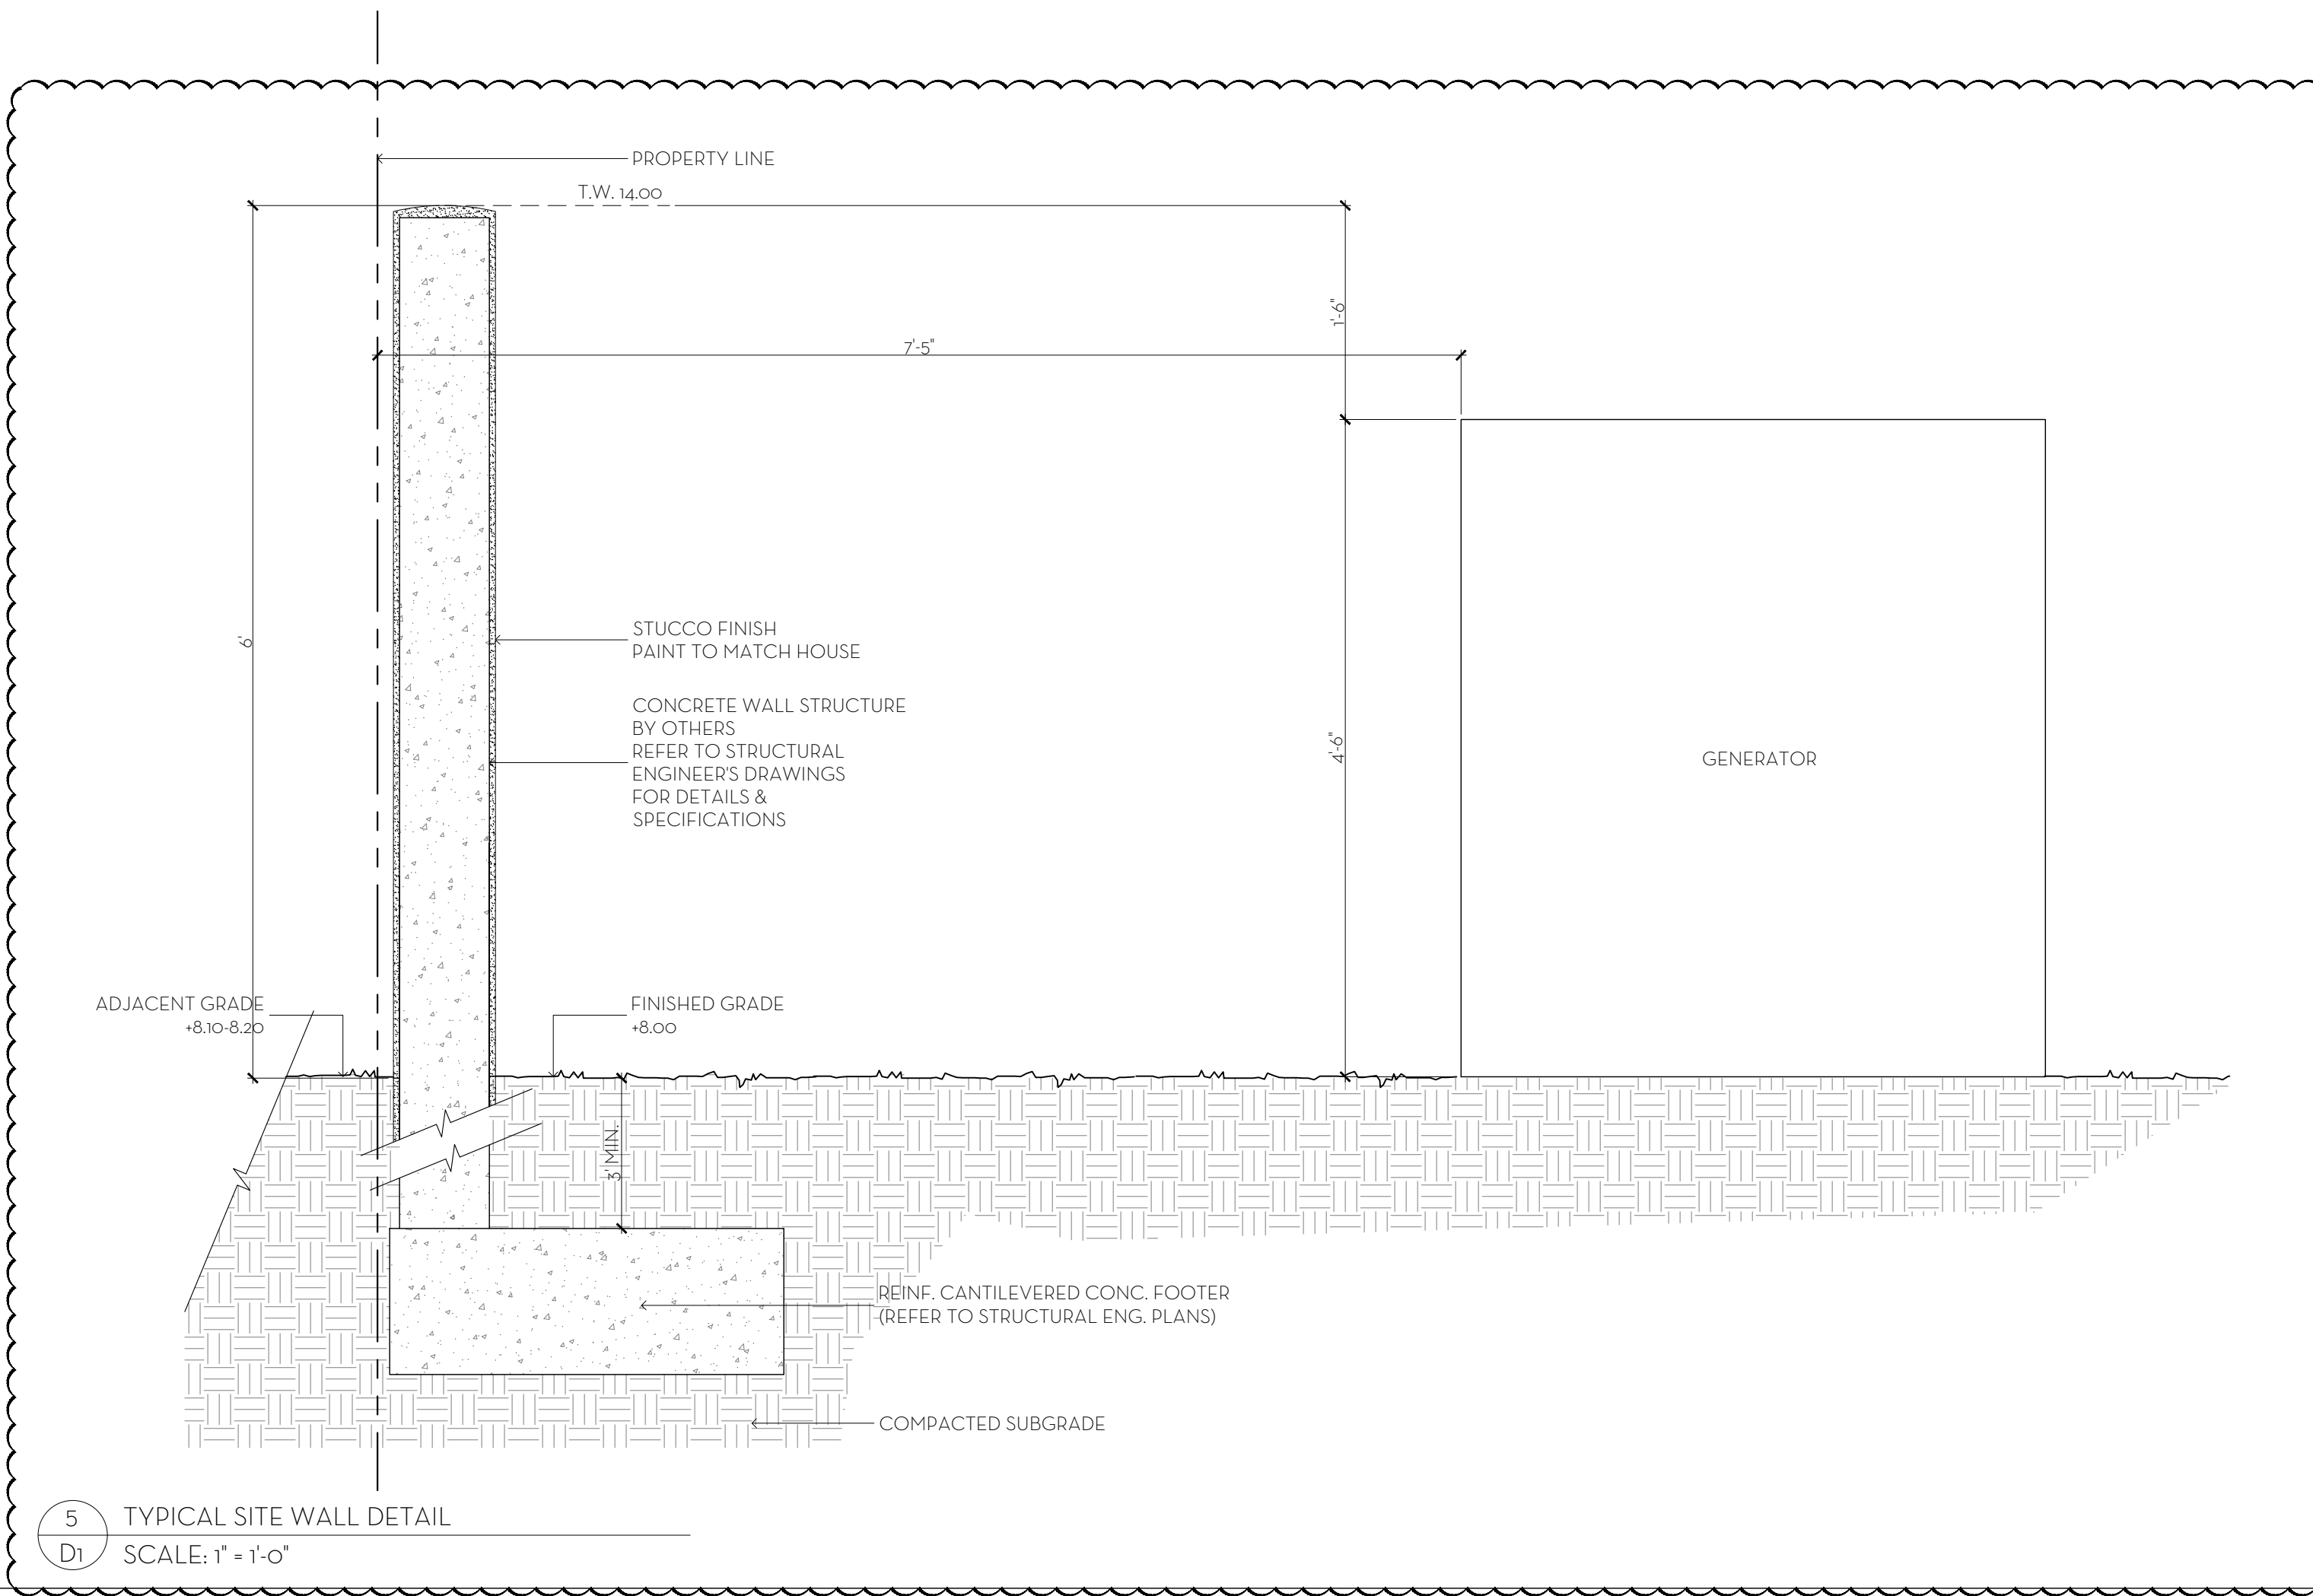 PROPERTY LINE
T.W. 14.00
1'-6"
7'-5"
6'
STUCCO FINISH
PAINT TO MATCH HOUSE
CONCRETE WALL STRUCTURE
BY OTHERS
REFER TO STRUCTURAL
ENGINEER'S DRAWINGS
FOR DETAILS &
SPECIFICATIONS
4'-6"
GENERATOR
ADJACENT GRADE
+8.10-8.20
FINISHED GRADE
+8.00
3' MIN.
REINF. CANTILEVERED CONC. FOOTER
(REFER TO STRUCTURAL ENG. PLANS)
COMPACTED SUBGRADE
5
D1
TYPICAL SITE WALL DETAIL
SCALE: 1" = 1'-0"